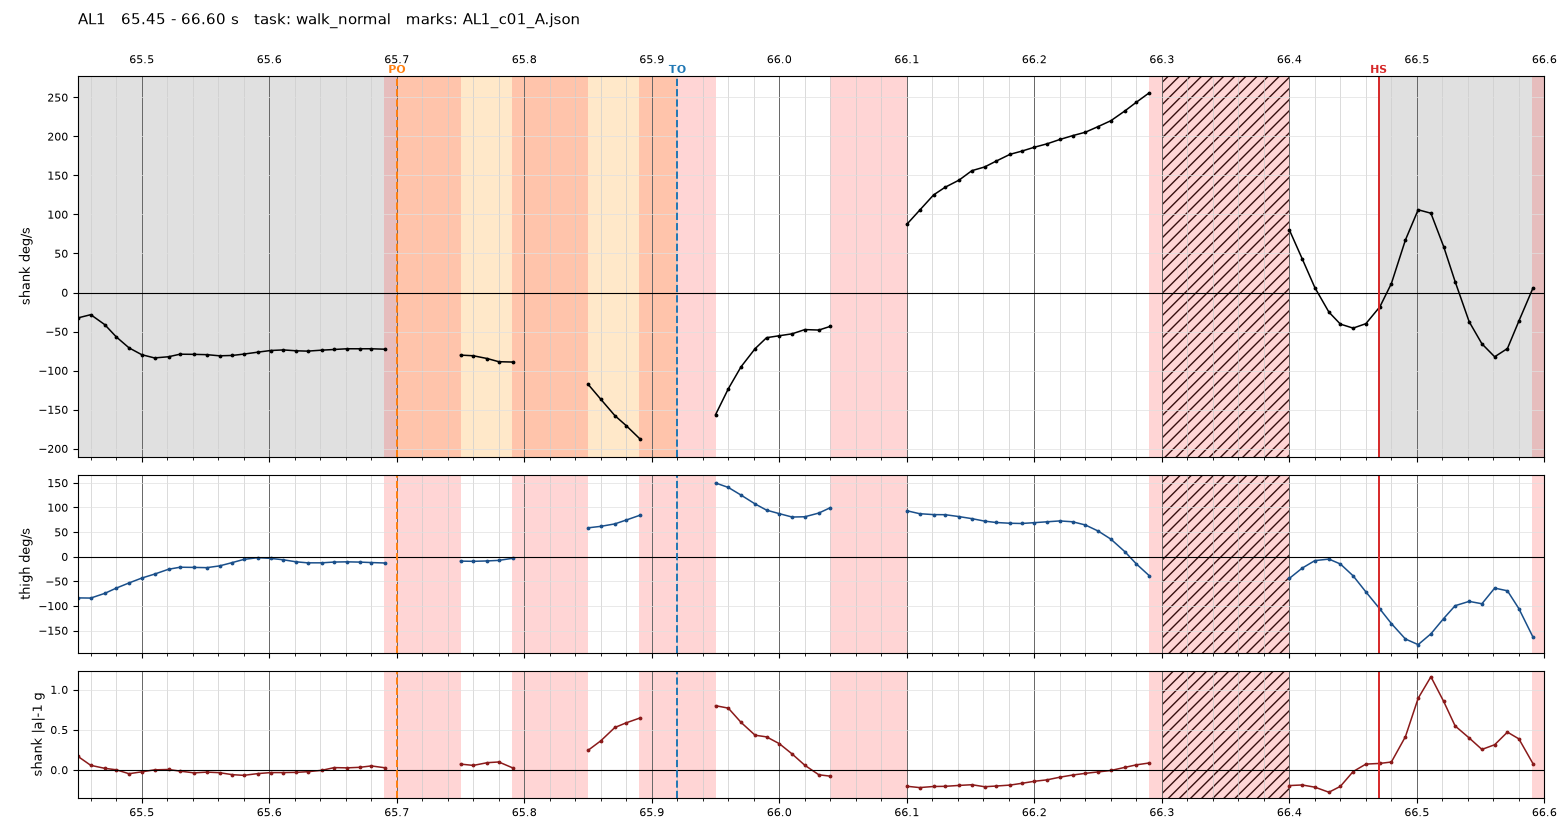 AL1   65.45 - 66.60 s   task: walk_normal   marks: AL1_c01_A.json
65.5 65.6 65.7 65.8 65.9 66.0 66.1 66.2 66.3 66.4 66.5 66.6
PO TO HS
shank deg/s
250
200
150
100
50
0
−50
−100
−150
−200
thigh deg/s
150
100
50
0
−50
−100
−150
shank |a|-1 g
1.0
0.5
0.0
65.5 65.6 65.7 65.8 65.9 66.0 66.1 66.2 66.3 66.4 66.5 66.6